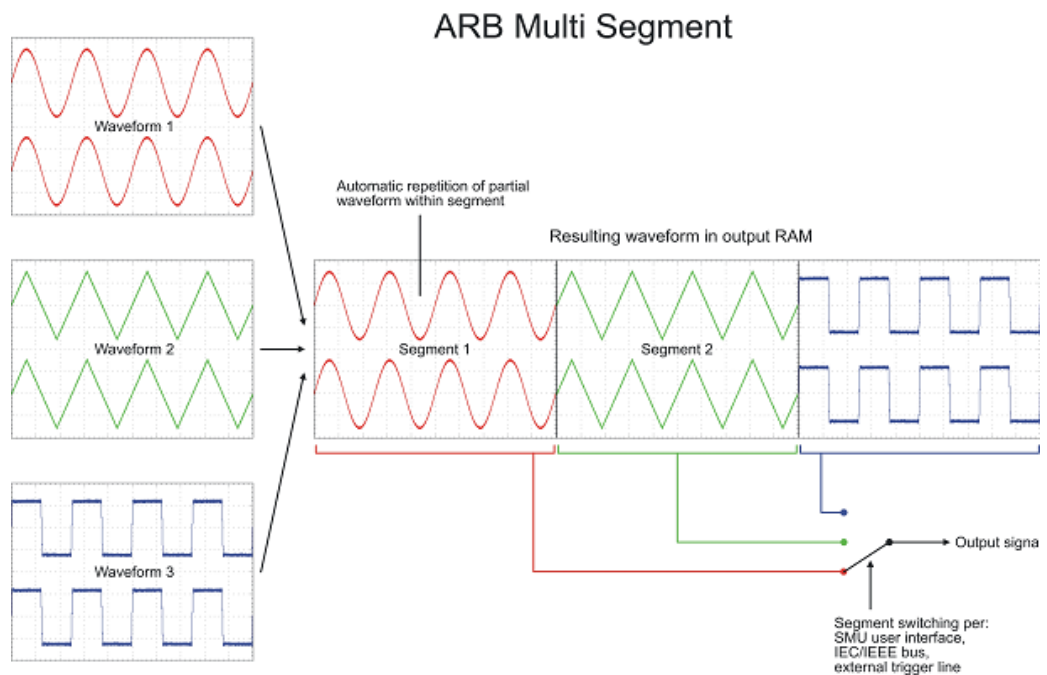 ARB Multi Segment
Waveform 1
Automatic repetition of partial
waveform within segment
Resulting waveform in output RAM
Waveform 2
Segment 1
Segment 2
Waveform 3
Output signa
Segment switching per:
SMU user interface,
IEC/IEEE bus,
external trigger line